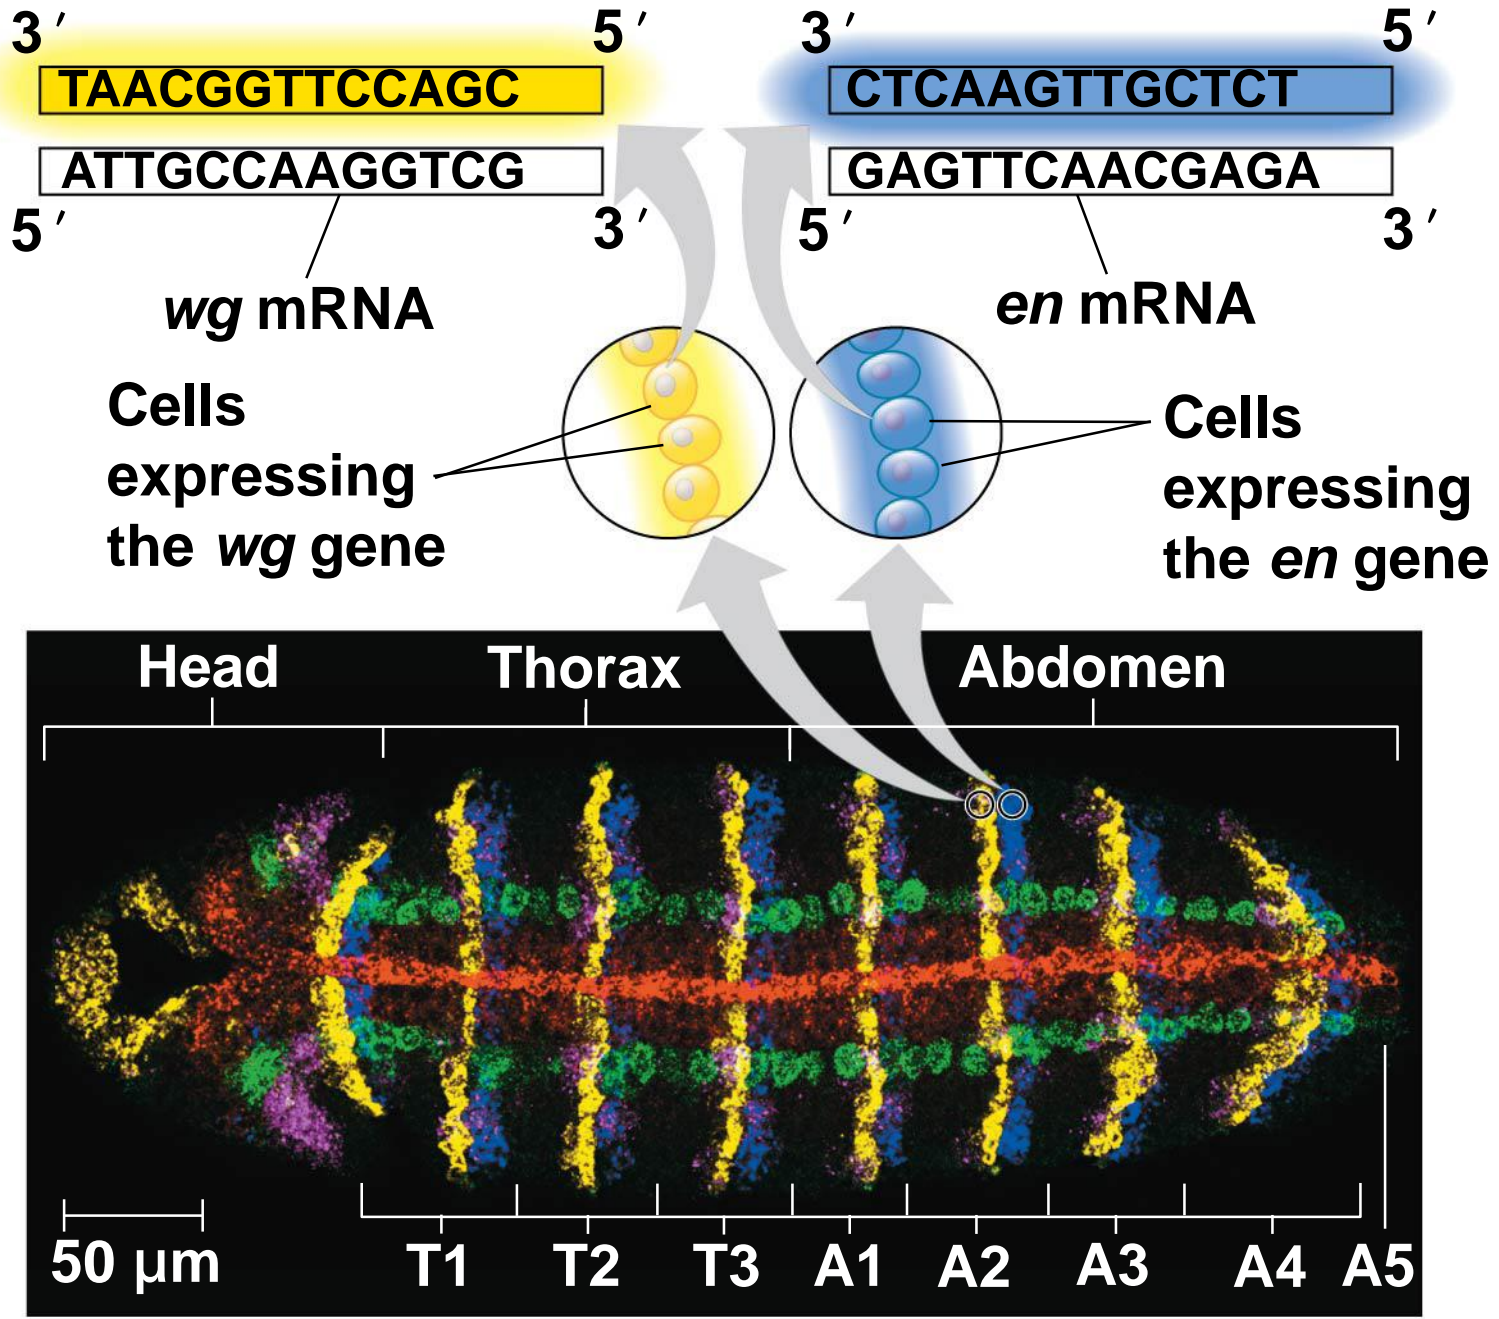 3′ 5′
TAACGGTTCCAGC
ATTGCCAAGGTCG
5′ 3′
wg mRNA
3′ 5′
CTCAAGTTGCTCT
GAGTTCAACGAGA
5′ 3′
en mRNA
Cells
expressing
the wg gene
Cells
expressing
the en gene
Head Thorax Abdomen
50 µm
T1 T2 T3 A1 A2 A3 A4 A5